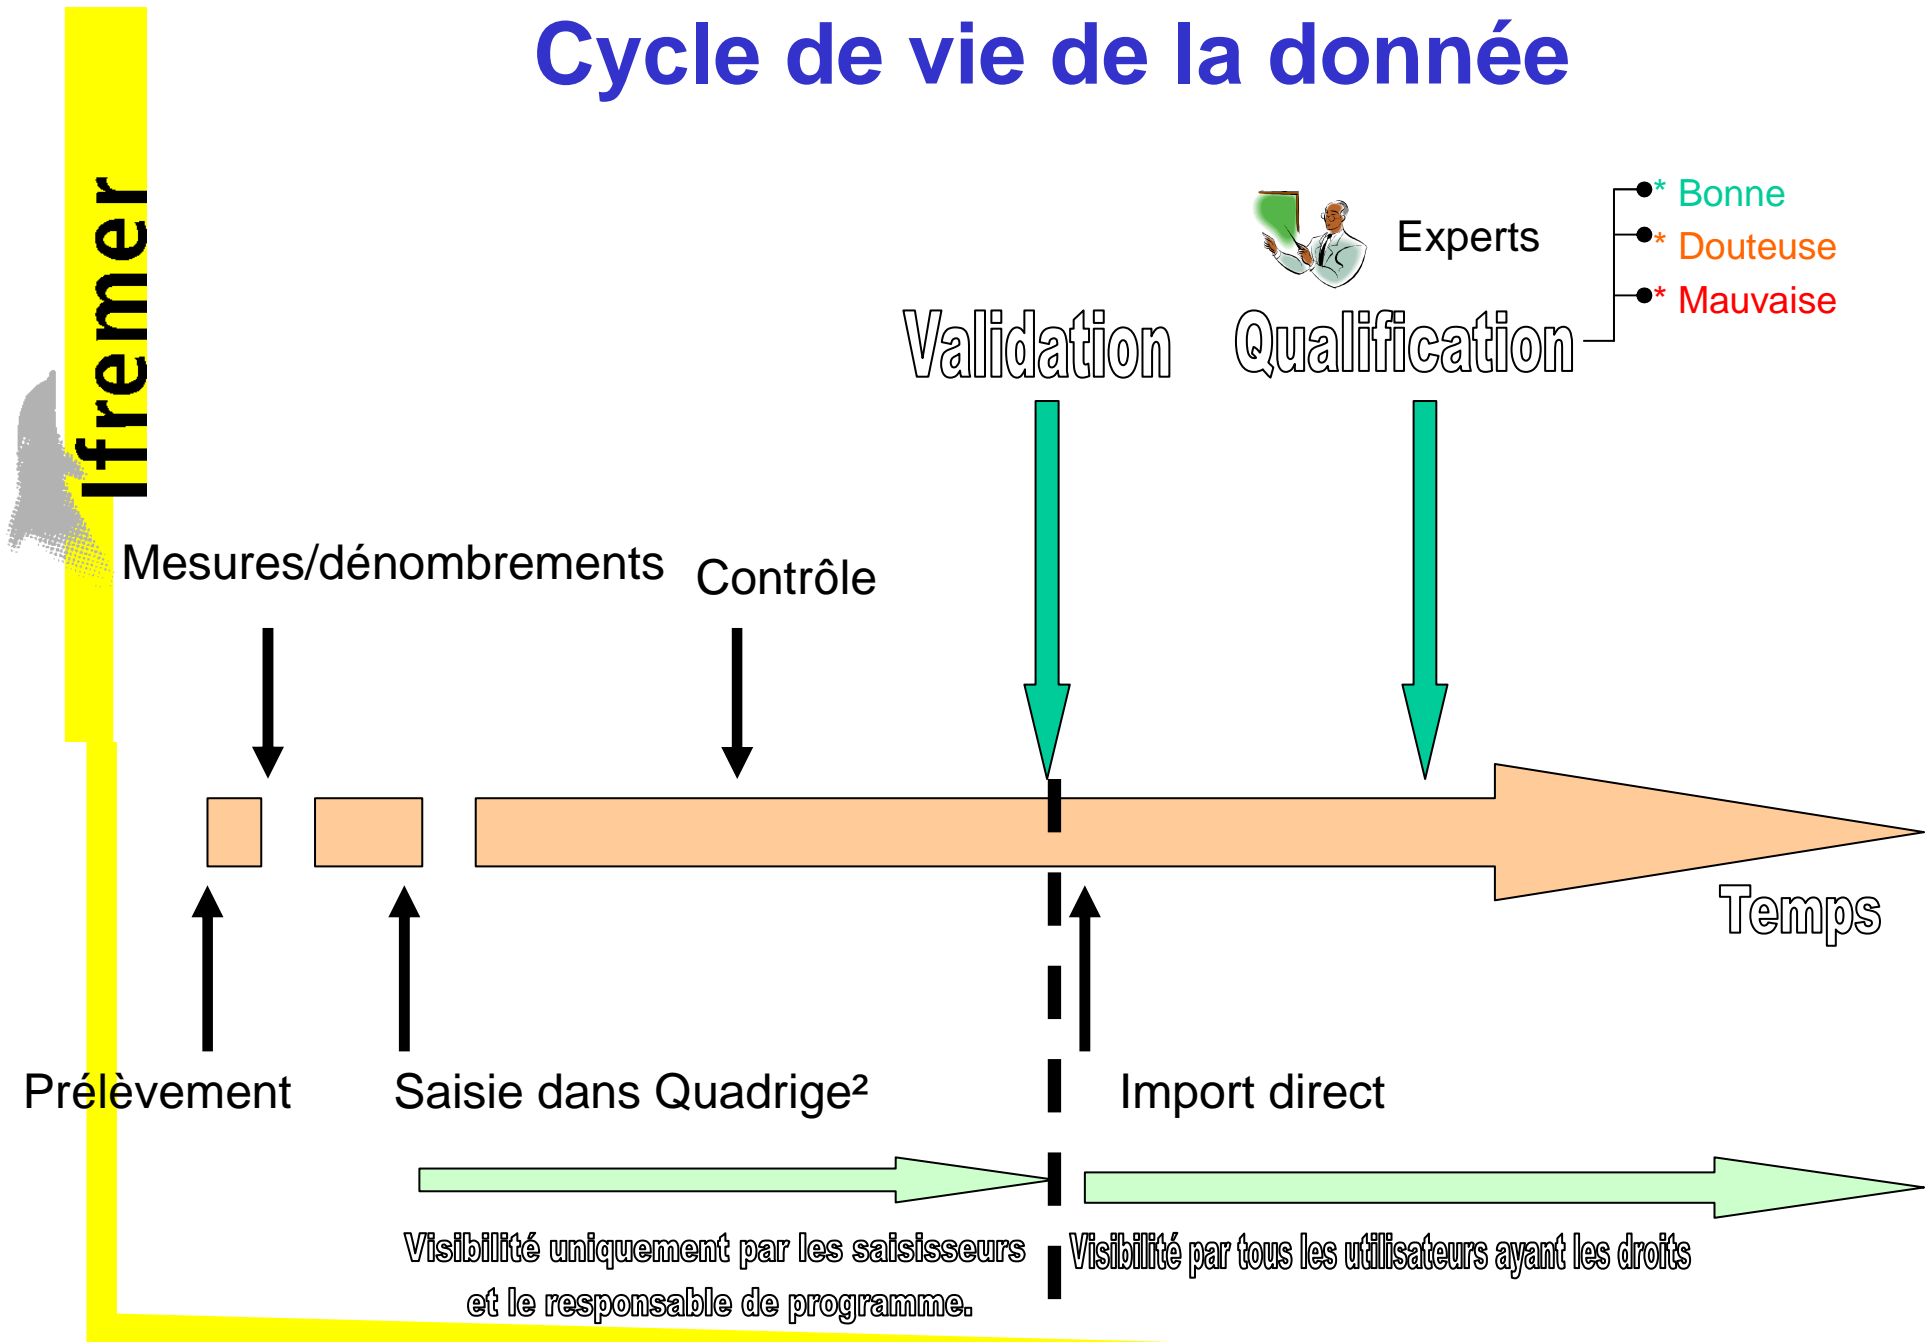 Cycle de vie de la donnée
Ifremer
* Bonne
Experts
* Douteuse
* Mauvaise
Validation
Qualification
Mesures/dénombrements
Contrôle
Temps
Prélèvement
Saisie dans Quadrige²
Import direct
Visibilité uniquement par les saisisseurs
et le responsable de programme.
Visibilité par tous les utilisateurs ayant les droits